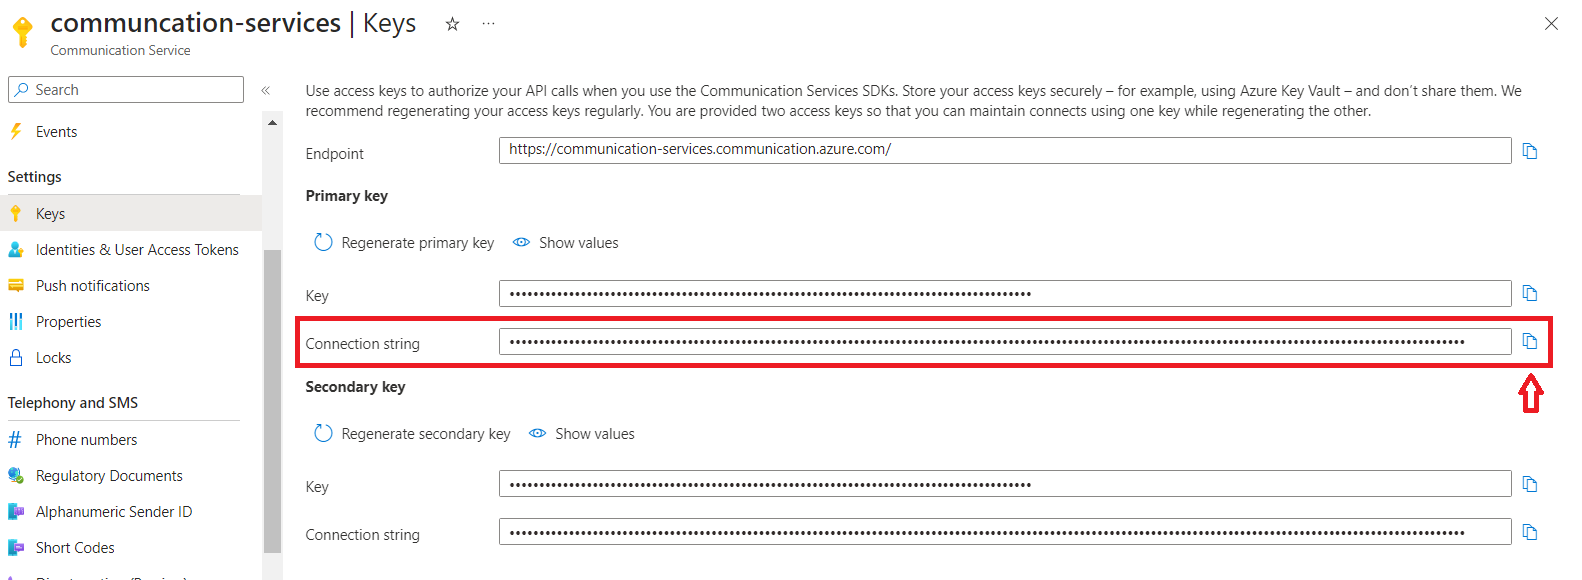 communcation-services | Keys
Communication Service
Search
Events
Settings
Keys
Identities & User Access Tokens
Push notifications
Properties
Locks
Telephony and SMS
Phone numbers
Regulatory Documents
Alphanumeric Sender ID
Short Codes
Use access keys to authorize your API calls when you use the Communication Services SDKs. Store your access keys securely – for example, using Azure Key Vault – and don’t share them. We
recommend regenerating your access keys regularly. You are provided two access keys so that you can maintain connects using one key while regenerating the other.
Endpoint https://communication-services.communication.azure.com/
Primary key
Regenerate primary key Show values
Key
Connection string
Secondary key
Regenerate secondary key Show values
Key
Connection string